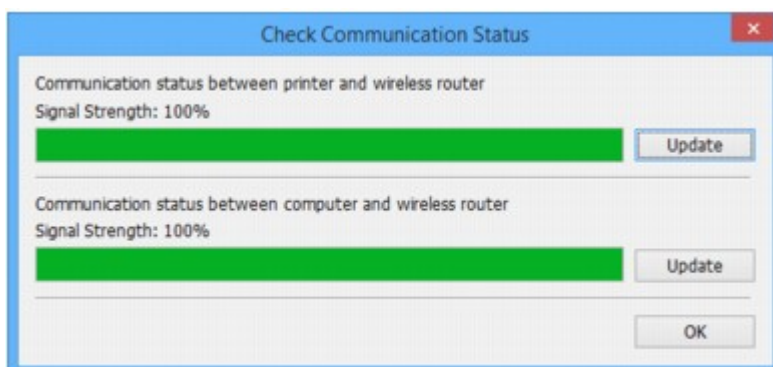 Check Communication Status
Communication status between printer and wireless router
Signal Strength: 100%
Update
Communication status between computer and wireless router
Signal Strength: 100%
Update
OK